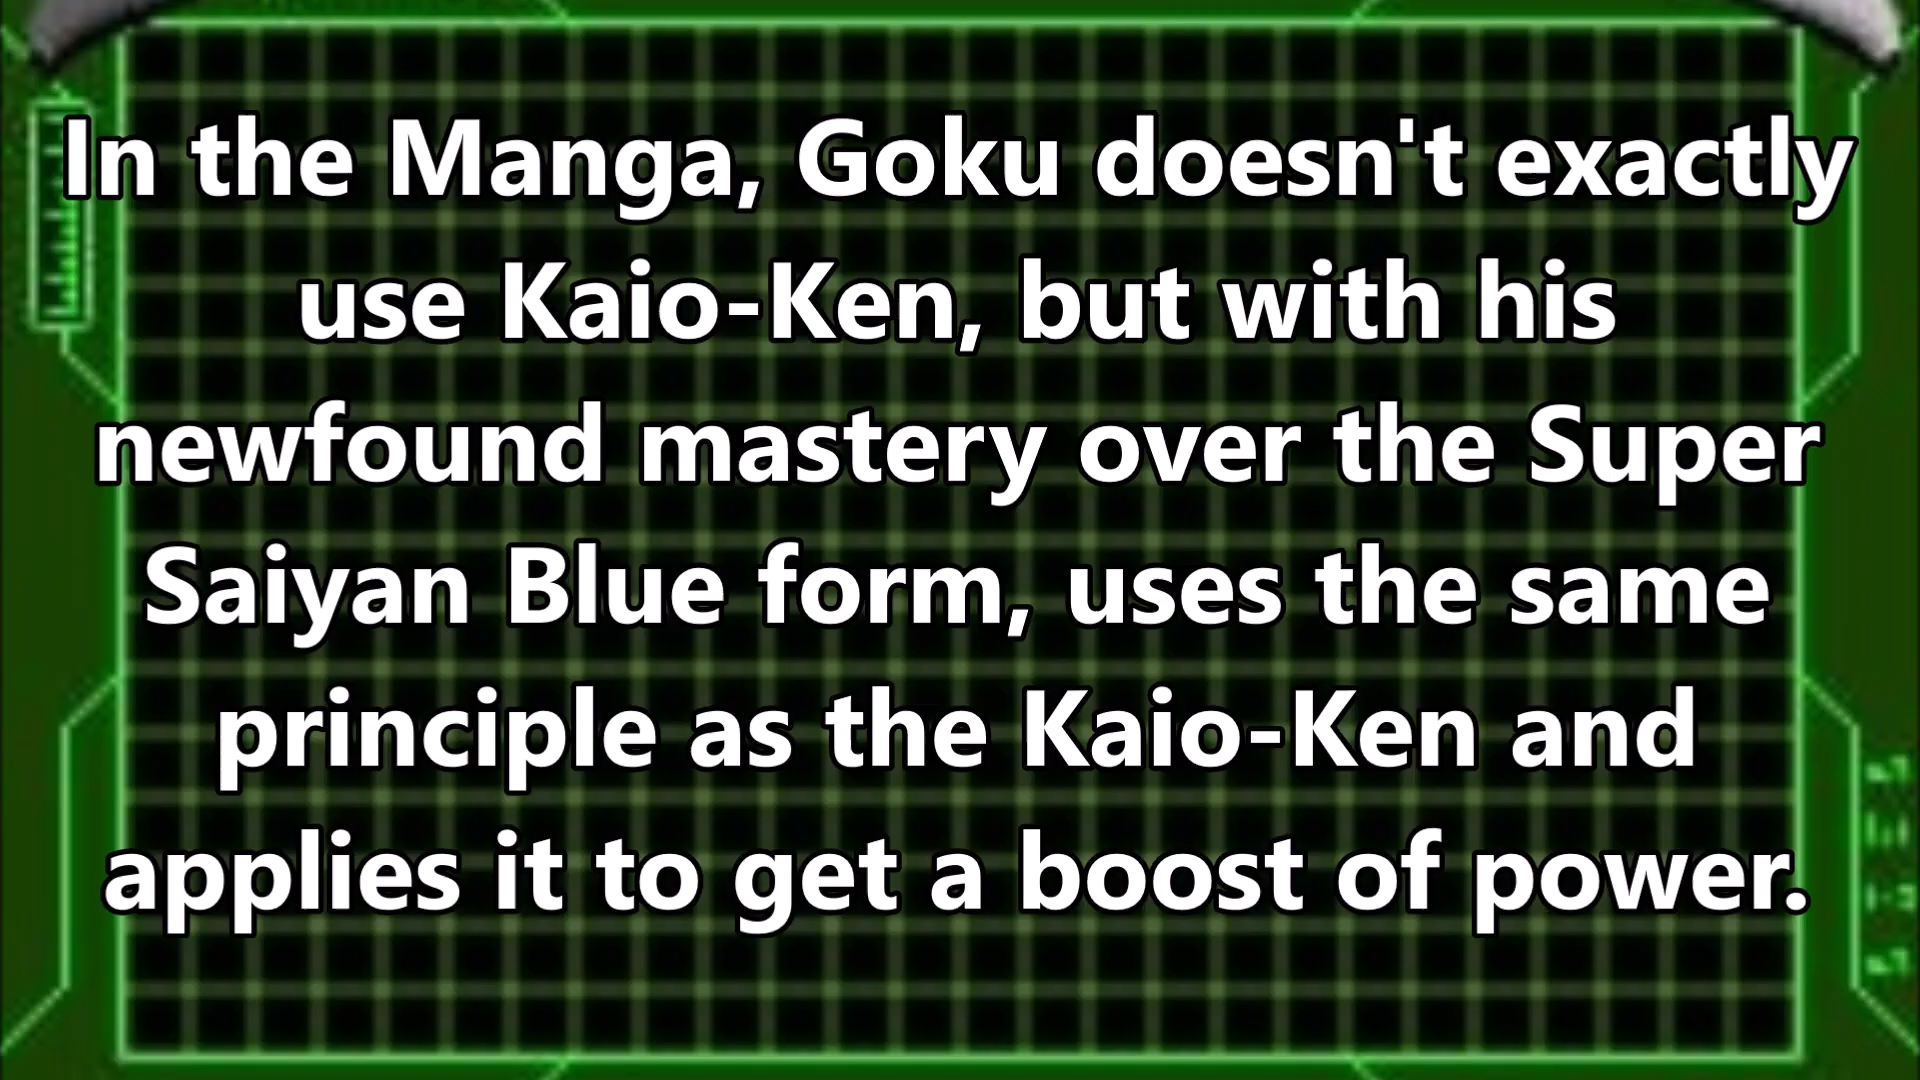 In the Manga, Goku doesn't exactly
use Kaio-Ken, but with his
newfound mastery over the Super
Saiyan Blue form, uses the same
principle as the Kaio-Ken and
applies it to get a boost of power.